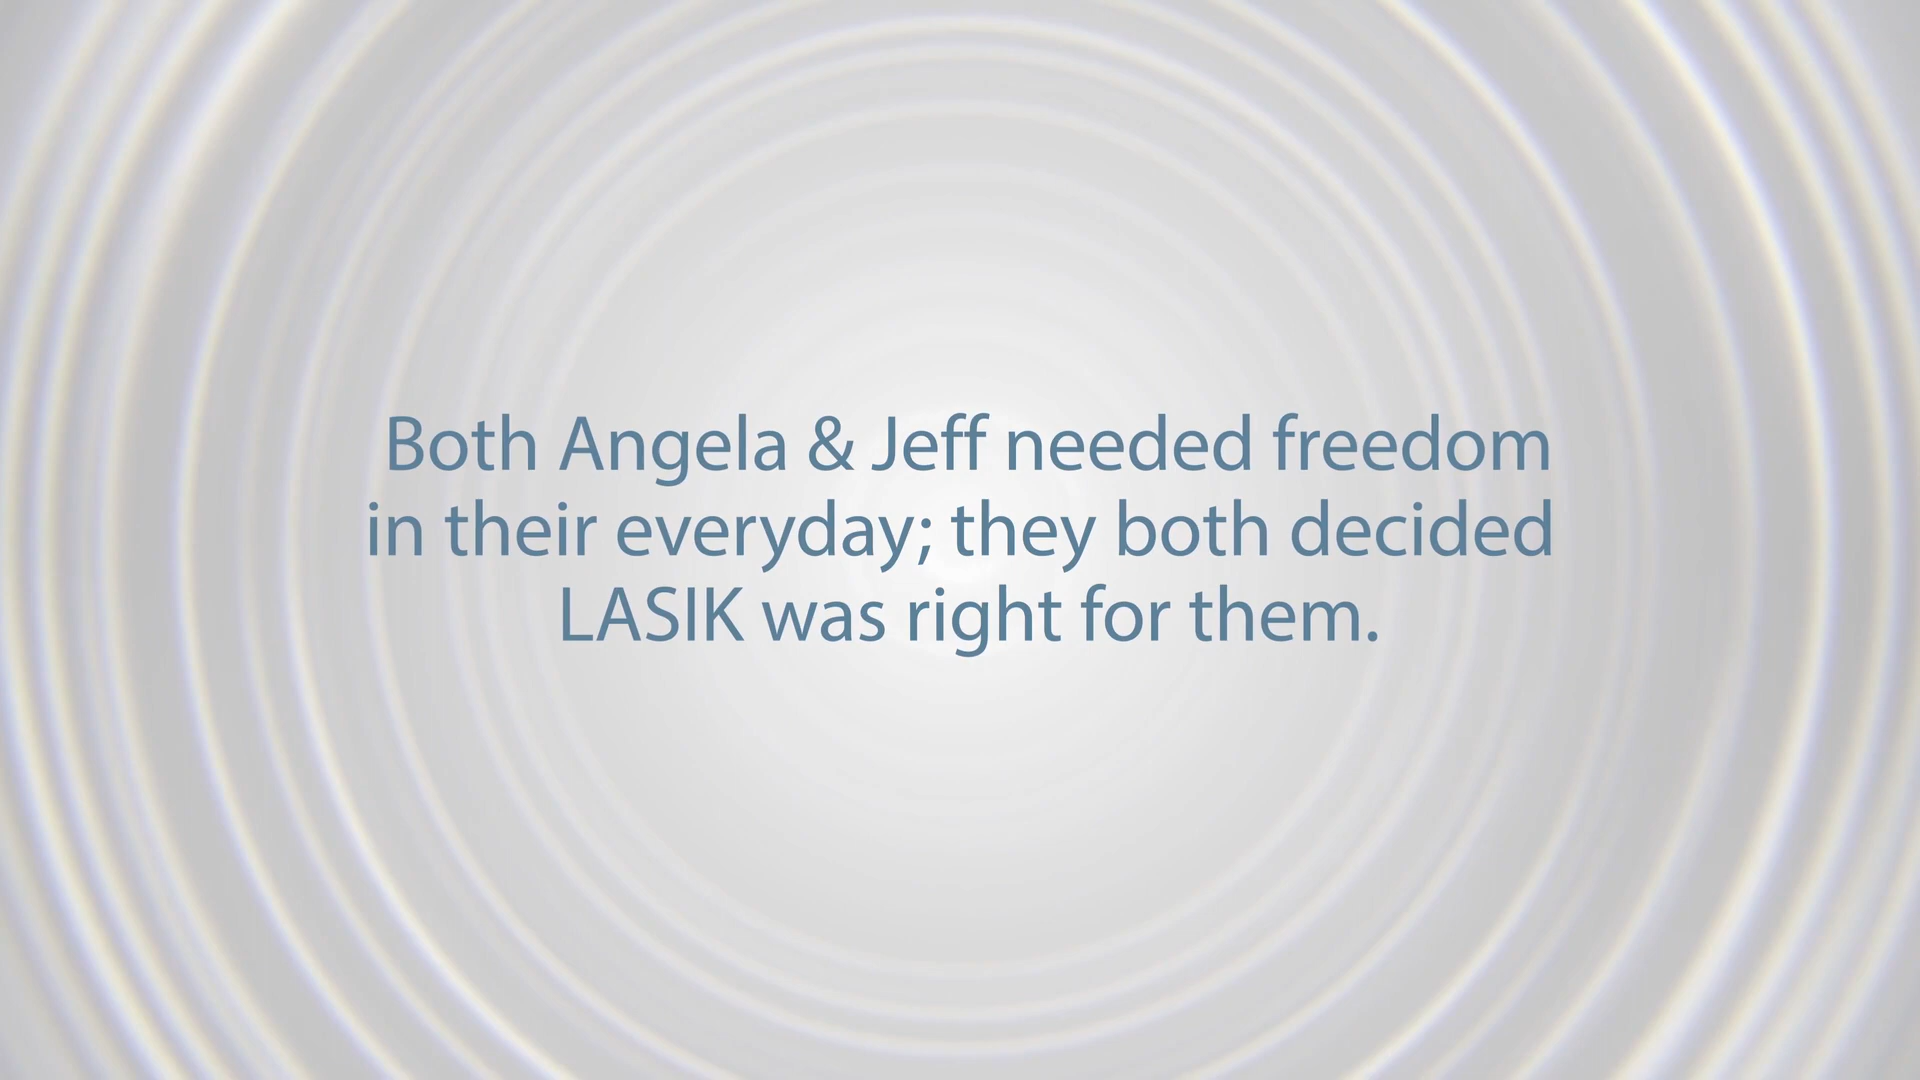 Both Angela & Jeff needed freedom
in their everyday; they both decided
LASIK was right for them.